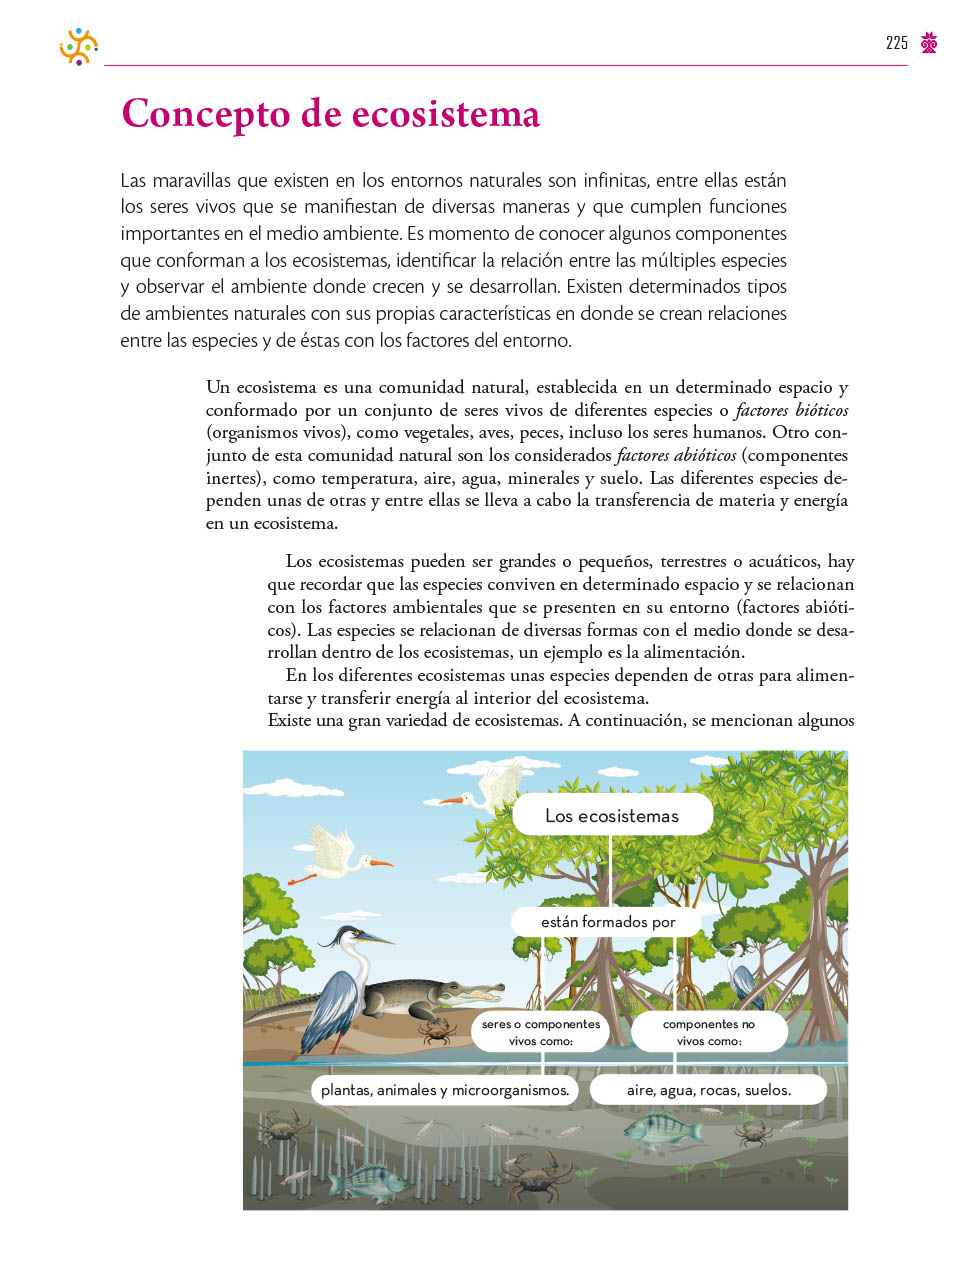 225
Concepto de ecosistema
Las maravillas que existen en los entornos naturales son infinitas, entre ellas están
los seres vivos que se manifiestan de diversas maneras y que cumplen funciones
importantes en el medio ambiente. Es momento de conocer algunos componentes
que conforman a los ecosistemas, identificar la relación entre las múltiples especies
y observar el ambiente donde crecen y se desarrollan. Existen determinados tipos
de ambientes naturales con sus propias características en donde se crean relaciones
entre las especies y de éstas con los factores del entorno.
Un ecosistema es una comunidad natural, establecida en un determinado espacio y
conformado por un conjunto de seres vivos de diferentes especies o factores bióticos
(organismos vivos), como vegetales, aves, peces, incluso los seres humanos. Otro con-
junto de esta comunidad natural son los considerados factores abióticos (componentes
inertes), como temperatura, aire, agua, minerales y suelo. Las diferentes especies de-
penden unas de otras y entre ellas se lleva a cabo la transferencia de materia y energía
en un ecosistema.
Los ecosistemas pueden ser grandes o pequeños, terrestres o acuáticos, hay
que recordar que las especies conviven en determinado espacio y se relacionan
con los factores ambientales que se presenten en su entorno (factores abióti-
cos). Las especies se relacionan de diversas formas con el medio donde se desa-
rrollan dentro de los ecosistemas, un ejemplo es la alimentación.
En los diferentes ecosistemas unas especies dependen de otras para alimen-
tarse y transferir energía al interior del ecosistema.
Existe una gran variedad de ecosistemas. A continuación, se mencionan algunos
Los ecosistemas
están formados por
seres o componentes
vivos como:
componentes no
vivos como:
plantas, animales y microorganismos.
aire, agua, rocas, suelos.